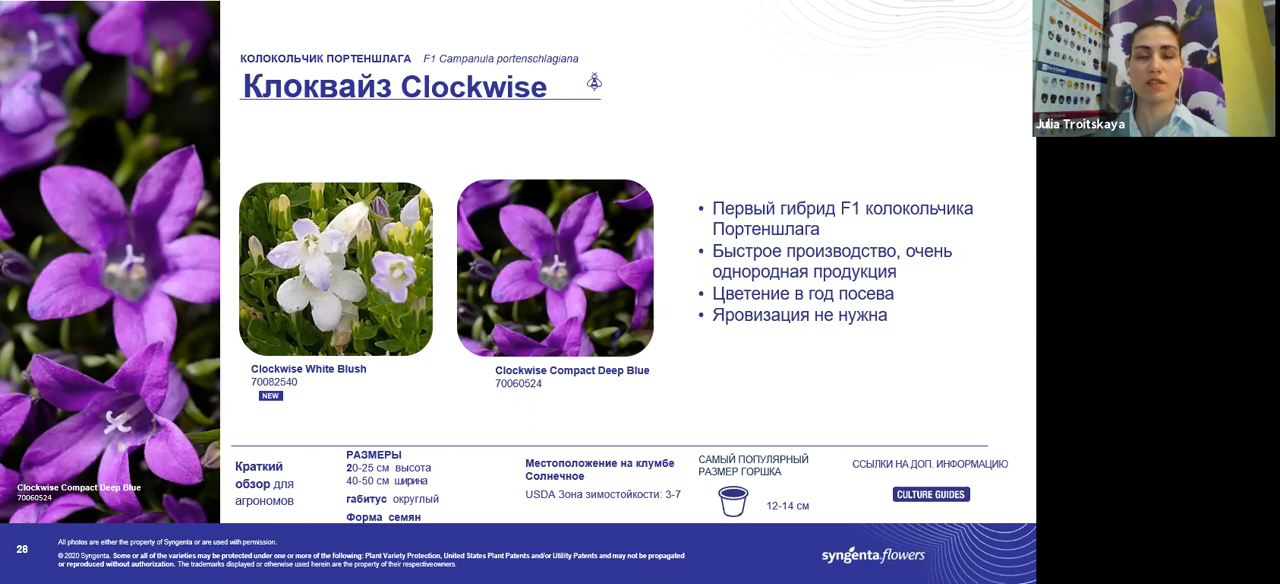 КОЛОКОЛЬЧИК ПОРТЕНШЛАГА F1 Campanula portenschlagiana
Клоквайз Clockwise
Julia Troitskaya
• Первый гибрид F1 колокольчика
Портеншлага
• Быстрое производство, очень
однородная продукция
• Цветение в год посева
• Яровизация не нужна
Clockwise White Blush
70082540
NEW
Clockwise Compact Deep Blue
70060524
Краткий
обзор для
агрономов
РАЗМЕРЫ
20-25 см высота
40-50 см ширина
габитус округлый
Форма семян
Местоположение на клумбе
Солнечное
USDA Зона зимостойкости: 3-7
САМЫЙ ПОПУЛЯРНЫЙ
РАЗМЕР ГОРШКА
12-14 см
ССЫЛКИ НА ДОП. ИНФОРМАЦИЮ
CULTURE GUIDES
Clockwise Compact Deep Blue
70060524
28
All photos are either the property of Syngenta or are used with permission.
© 2020 Syngenta. Some or all of the varieties may be protected under one or more of the following: Plant Variety Protection, United States Plant Patents and/or Utility Patents and may not be propagated
or reproduced without authorization. The trademarks displayed or otherwise used herein are the property of their respectiveowners.
syngenta.flowers